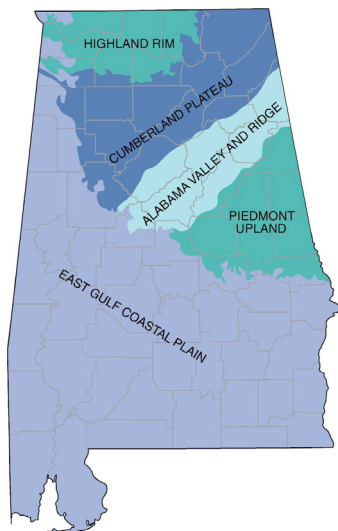 HIGHLAND RIM
CUMBERLAND PLATEAU
ALABAMA VALLEY AND RIDGE
PIEDMONT
UPLAND
EAST GULF COASTAL PLAIN